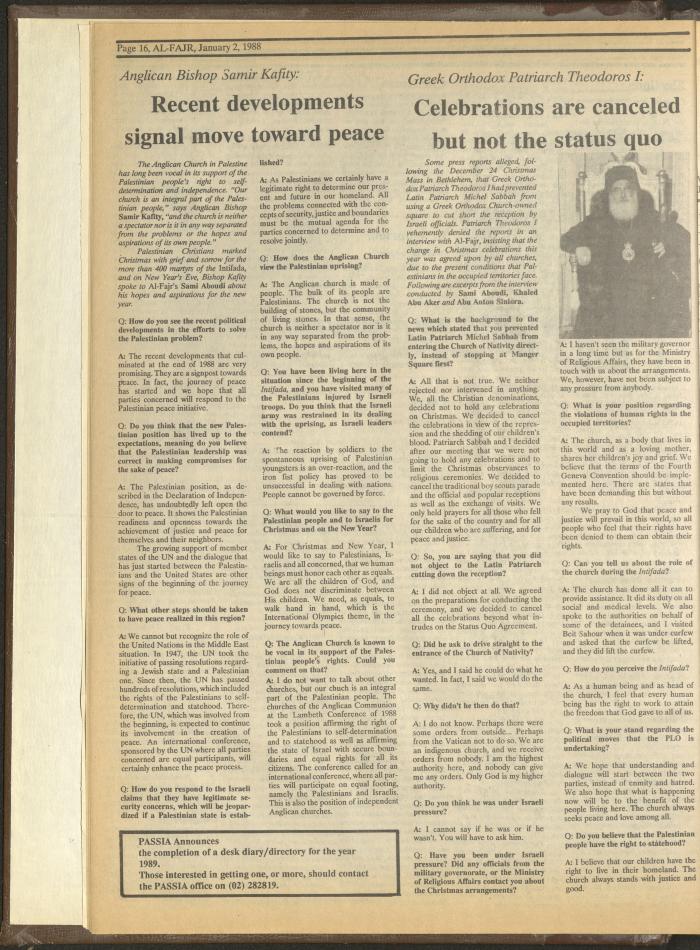 Page 16, AL-FAJR, January 2, 1988
Anglican Bishop Samir Kafity:
Recent developments
signal move toward peace
The Anglican Church in Palestine
has long been vocal in its support of the
Palestinian people's right to self-
determination and independence. "Our
church is an integral part of the Pales-
tinian people," says Anglican Bishop
Samir Kafity, "and the church is neither
a spectator nor is it in any way separated
from the problems or the hopes and
aspirations of its own people."
Palestinian Christians marked
Christmas with grief and sorrow for the
more than 400 martyrs of the Intifada,
and on New Year's Eve, Bishop Kafity
spoke to Al-Fajr's Sami Aboudi about
his hopes and aspirations for the new
year.
Q: How do you see the recent political
developments in the efforts to solve
the Palestinian problem?
A: The recent developments that cul-
minated at the end of 1988 are very
promising. They are a signpost towards
peace. In fact, the journey of peace
has started and we hope that all
parties concerned will respond to the
Palestinian peace initiative.
Q: Do you think that the new Pales-
tinian position has lived up to the
expectations, meaning do you believe
that the Palestinian leadership was
correct in making compromises for
the sake of peace?
A: The Palestinian position, as de-
scribed in the Declaration of Indepen-
dence, has undoubtedly left open the
door to peace. It shows the Palestinian
readiness and openness towards the
achievement of justice and peace for
themselves and their neighbors.
The growing support of member
states of the UN and the dialogue that
has just started between the Palestin-
ians and the United States are other
signs of the beginning of the journey
for peace.
Q: What other steps should be taken
to have peace realized in this region?
A: We cannot but recognize the role of
the United Nations in the Middle East
situation. In 1947, the UN took the
initiative of passing resolutions regard-
ing a Jewish state and a Palestinian
one. Since then, the UN has passed
hundreds of resolutions, which included
the rights of the Palestinians to self-
determination and statehood. There-
fore, the UN, which was involved from
the beginning, is expected to continue
its involvement in the creation of
peace. An international conference,
sponsored by the UN where all parties
concerned are equal participants, will
certainly enhance the peace process.
Q: How do you respond to the Israeli
claims that they have legitimate se-
curity concerns, which will be jeopar-
dized if a Palestinian state is estab-
lished?
A: As Palestinians we certainly have a
legitimate right to determine our pres-
ent and future in our homeland. All
the problems connected with the con-
cepts of security, justice and boundaries
must be the mutual agenda for the
parties concerned to determine and to
resolve jointly.
Q: How does the Anglican Church
view the Palestinian uprising?
A: The Anglican church is made of
people. The bulk of its people are
Palestinians. The church is not the
building of stones, but the community
of living stones. In that sense, the
church is neither a spectator nor is it
in any way separated from the prob-
lems, the hopes and aspirations of its
own people.
Q: You have been living here in the
situation since the beginning of the
Intifada, and you have visited many of
the Palestinians injured by Israeli
troops. Do you think that the Israeli
army was restrained in its dealing
with the uprising, as Israeli leaders
contend?
A: The reaction by soldiers to the
spontaneous uprising of Palestinian
youngsters is an over-reaction, and the
iron fist policy has proved to be
unsuccessful in dealing with nations.
People cannot be governed by force.
Q: What would you like to say to the
Palestinian people and to Israelis for
Christmas and on the New Year?
A: For Christmas and New Year, I
would like to say to Palestinians, Is-
raelis and all concerned, that we human
beings must honor each other as equals.
We are all the children of God, and
God does not discriminate between
His children. We need, as equals, to
walk hand in hand, which is the
International Olympics theme, in the
journey towards peace.
Q: The Anglican Church is known to
be vocal in its support of the Pales-
tinian people's rights. Could you
comment on that?
A: I do not want to talk about other
churches, but our chuch is an integral
part of the Palestinian people. The
churches of the Anglican Communion
at the Lambeth Conference of 1988
took a position affirming the right of
the Palestinians to self-determination
and to statehood as well as affirming
the state of Israel with secure boun-
daries and equal rights for all its
citizens. The conference called for an
international conference, where all par-
ties will participate on equal footing,
namely the Palestinians and Israelis.
This is also the position of independent
Anglican churches.
PASSIA Announces
the completion of a desk diary/directory for the year
1989.
Those interested in getting one, or more, should contact
the PASSIA office on (02) 282819.
Greek Orthodox Patriarch Theodoros I:
Celebrations are canceled
but not the status quo
Some press reports alleged, fol-
lowing the December 24 Christmas
Mass in Bethlehem, that Greek Ortho-
dox Patriarch Theodoros I had prevented
Latin Patriarch Michel Sabbah from
using a Greek Orthodox Church-owned
square to cut short the reception by
Israeli officials. Patriarch Theodoros I
vehemently denied the reports in an
interview with Al-Fajr, insisting that the
change in Christmas celebrations this
year was agreed upon by all churches,
due to the present conditions that Pal-
estinians in the occupied territories face.
Following are excerpts from the interview
conducted by Sami Aboudi, Khaled
Abu Aker and Abu Anton Siniora.
Q: What is the background to the
news which stated that you prevented
Latin Patriarch Michel Sabbah from
entering the Church of Nativity direct-
ly, instead of stopping at Manger
Square first?
A: All that is not true. We neither
rejected nor intervened in anything.
We, all the Christian denominations,
decided not to hold any celebrations
on Christmas. We decided to cancel
the celebrations in view of the repres-
sion and the shedding of our children's
blood. Patriarch Sabbah and I decided
after our meeting that we were not
going to hold any celebrations and to
limit the Christmas observances to
religious ceremonies. We decided to
cancel the traditional boy scouts parade
and the official and popular receptions
as well as the exchange of visits. We
only held prayers for all those who fell
for the sake of the country and for all
our children who are suffering, and for
peace and justice.
Q: So, you are saying that you did
not object to the Latin Patriarch
cutting down the reception?
A: I did not object at all. We agreed
on the preparations for conducting the
ceremony, and we decided to cancel
all the celebrations beyond what in-
trudes on the Status Quo Agreement.
Q: Did he ask to drive straight to the
entrance of the Church of Nativity?
A: Yes, and I said he could do what he
wanted. In fact, I said we would do the
same.
Q: Why didn't he then do that?
A: I do not know. Perhaps there were
some orders from outside... Perhaps
from the Vatican not to do so. We are
an indigenous church, and we receive
orders from nobody. I am the highest
authority here, and nobody can give
me any orders. Only God is my higher
authority.
Q: Do you think he was under Israeli
pressure?
A: I cannot say if he was or if he
wasn't. You will have to ask him.
Q: Have you been under Israeli
pressure? Did any officials from the
military governorate, or the Ministry
of Religious Affairs contact you about
the Christmas arrangements?
A: I haven't seen the military governor
in a long time but as for the Ministry
of Religious Affairs, they have been in
touch with us about the arrangements.
We, however, have not been subject to
any pressure from anybody.
Q: What is your position regarding
the violations of human rights in the
occupied territories?
A: The church, as a body that lives in
this world and as a loving mother,
shares her children's joy and grief. We
believe that the terms of the Fourth
Geneva Convention should be imple-
mented here. There are states that
have been demanding this but without
any results.
We pray to God that peace and
justice will prevail in this world, so all
people who feel that their rights have
been denied to them can obtain their
rights.
Q: Can you tell us about the role of
the church during the Intifada?
A: The church has done all it can to
provide assistance. It did its duty on all
social and medical levels. We also
spoke to the authorities on behalf of
some of the detainees, and I visited
Beit Sahour when it was under curfew
and asked that the curfew be lifted,
and they did lift the curfew.
Q: How do you perceive the Intifada?
A: As a human being and as head of
the church, I feel that every human
being has the right to work to attain
the freedom that God gave to all of us.
Q: What is your stand regarding the
political moves that the PLO is
undertaking?
A: We hope that understanding and
dialogue will start between the two
parties, instead of enmity and hatred.
We also hope that what is happening
now will be to the benefit of the
people living here. The church always
seeks peace and love among all.
Q: Do you believe that the Palestinian
people have the right to statehood?
A: I believe that our children have the
right to live in their homeland. The
church always stands with justice and
good.